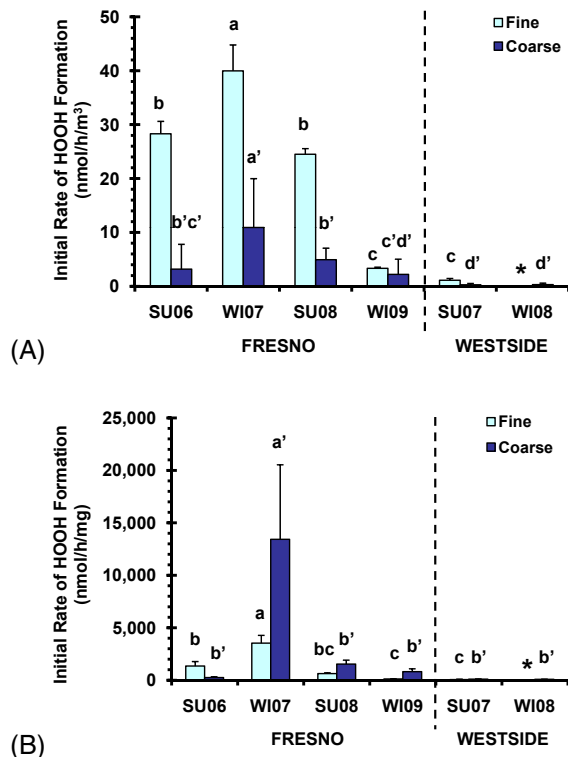 50
40
30
20
10
0
Initial Rate of HOOH Formation
(nmol/h/m³)
Fine
Coarse
b
b'c'
a
a'
b
b'
c
c'd'
c
d'
*
d'
SU06 WI07 SU08 WI09 SU07 WI08
FRESNO WESTSIDE
(A)
25,000
20,000
15,000
10,000
5,000
0
Initial Rate of HOOH Formation
(nmol/h/mg)
Fine
Coarse
b
b'
a
a'
bc
b'
c
b'
c
b'
*
b'
SU06 WI07 SU08 WI09 SU07 WI08
FRESNO WESTSIDE
(B)